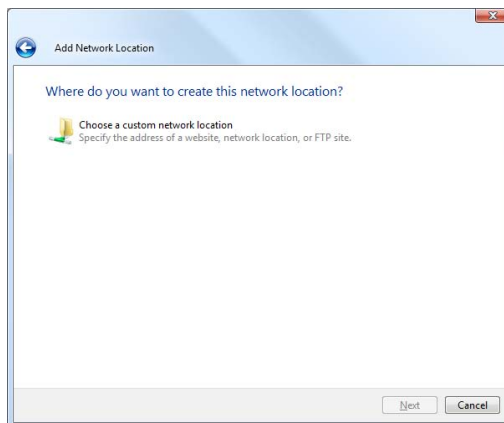 Add Network Location
Where do you want to create this network location?
Choose a custom network location
Specify the address of a website, network location, or FTP site.
Next
Cancel